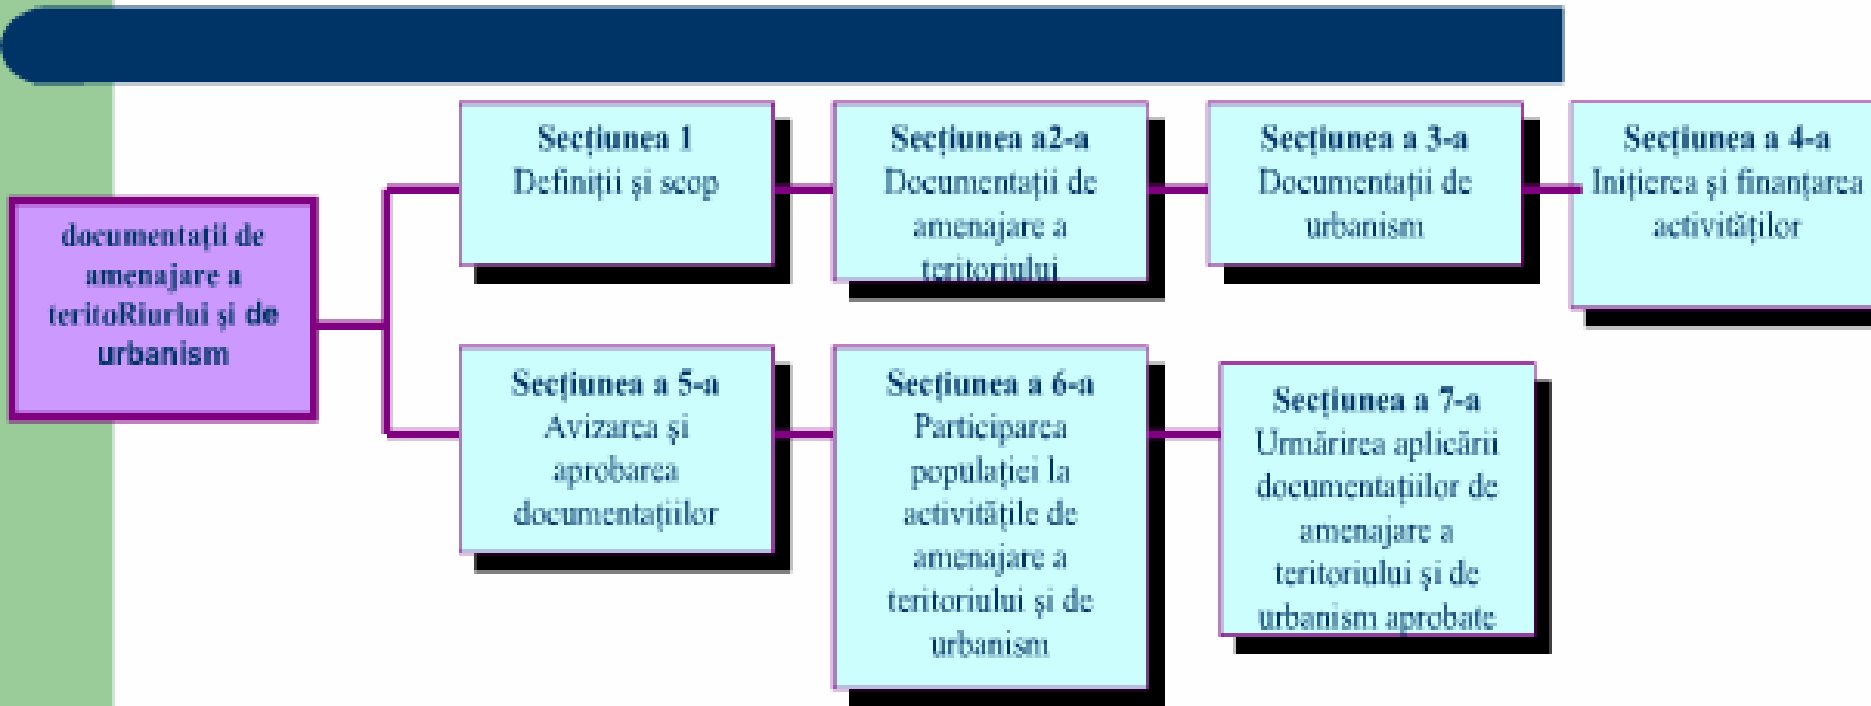 documentaţii de
amenajare a
teritoRiurlui şi de
urbanism
Secţiunea 1
Definiţii şi scop
Secţiunea a2-a
Documentaţii de
amenajare a
teritoriului
Secţiunea a 3-a
Documentaţii de
urbanism
Secţiunea a 4-a
Iniţierea şi finanţarea
activităţilor
Secţiunea a 5-a
Avizarea şi
aprobarea
documentaţiilor
Secţiunea a 6-a
Participarea
populaţiei la
activităţile de
amenajare a
teritoriului şi de
urbanism
Secţiunea a 7-a
Urmărirea aplicării
documentaţiilor de
amenajare a
teritoriului şi de
urbanism aprobate